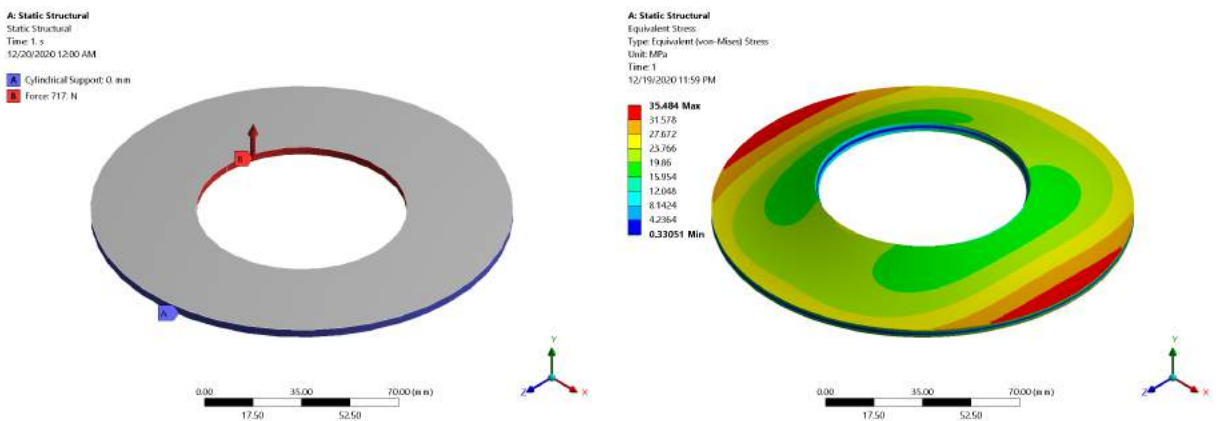 A: Static Structural
Static Structural
Time: 1. s
12/20/2020 12:00 AM
A Cylindrical Support: 0. mm
B Force: 717. N
B
A
0.00 35.00 70.00 (mm)
17.50 52.50
Y
Z X
A: Static Structural
Equivalent Stress
Type: Equivalent (von-Mises) Stress
Unit: MPa
Time: 1
12/19/2020 11:59 PM
35.484 Max
31.578
27.672
23.766
19.86
15.954
12.048
8.1424
4.2364
0.33051 Min
0.00 35.00 70.00 (mm)
17.50 52.50
Y
Z X